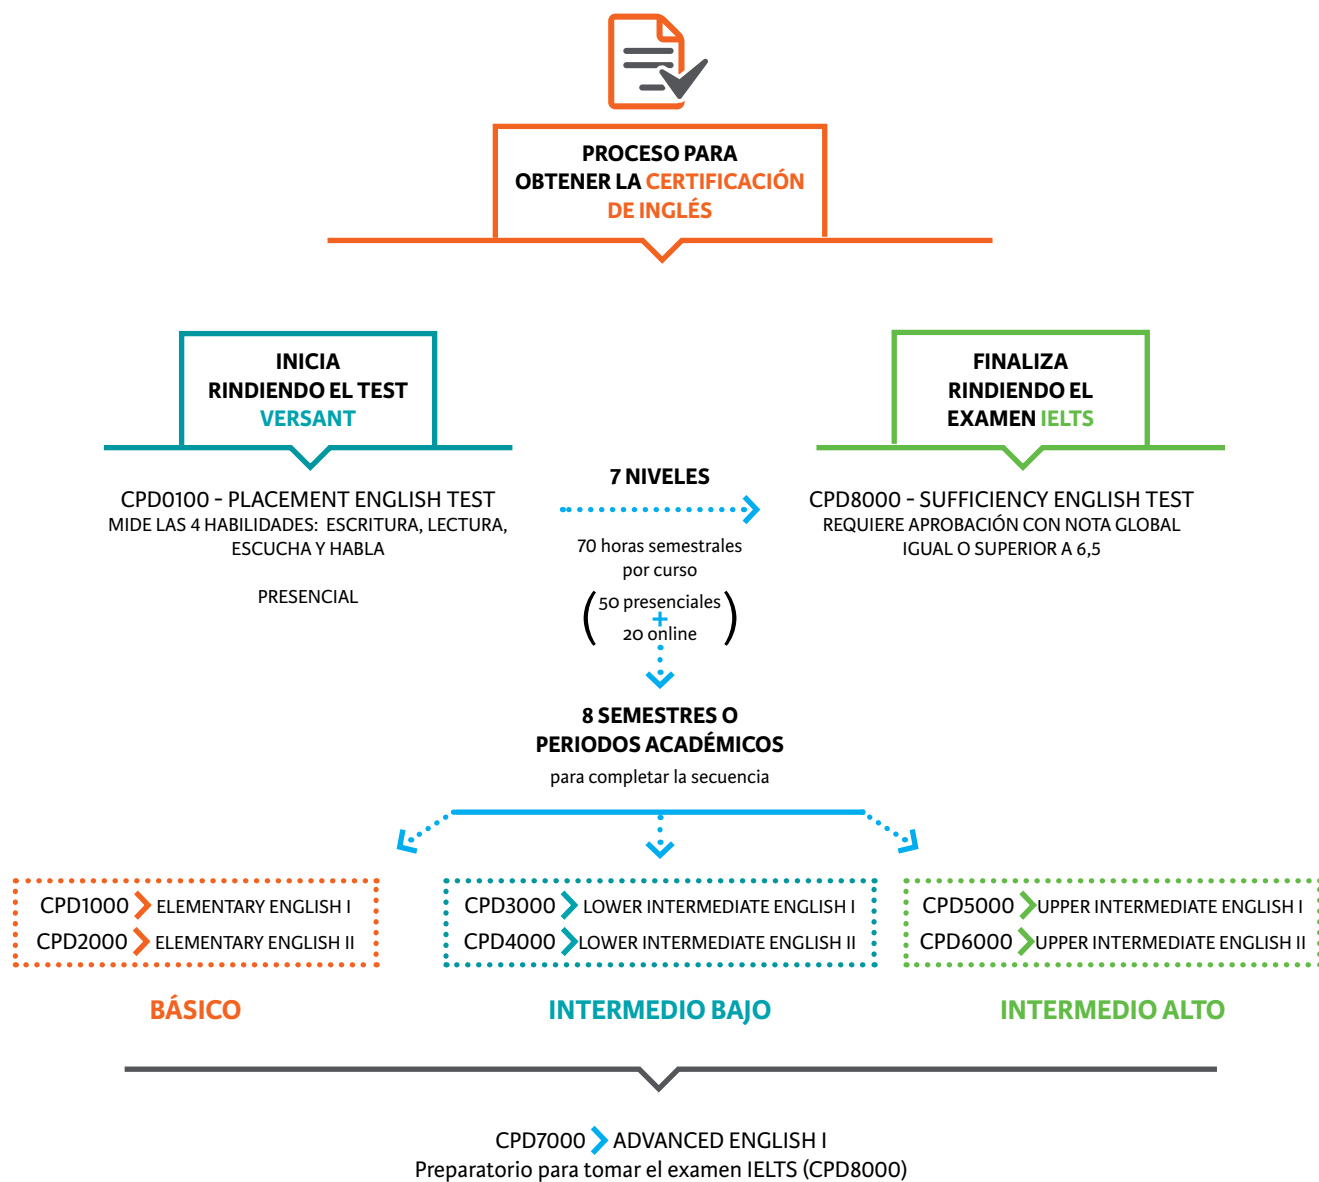 PROCESO PARA
OBTENER LA CERTIFICACIÓN
DE INGLÉS
INICIA
RINDIENDO EL TEST
VERSANT
CPD0100 - PLACEMENT ENGLISH TEST
MIDE LAS 4 HABILIDADES: ESCRITURA, LECTURA,
ESCUCHA Y HABLA
PRESENCIAL
7 NIVELES
70 horas semestrales
por curso
(50 presenciales
+
20 online)
FINALIZA
RINDIENDO EL
EXAMEN IELTS
CPD8000 - SUFFICIENCY ENGLISH TEST
REQUIERE APROBACIÓN CON NOTA GLOBAL
IGUAL O SUPERIOR A 6,5
8 SEMESTRES O
PERIODOS ACADÉMICOS
para completar la secuencia
CPD1000 ELEMENTARY ENGLISH I
CPD2000 ELEMENTARY ENGLISH II
BÁSICO
CPD3000 LOWER INTERMEDIATE ENGLISH I
CPD4000 LOWER INTERMEDIATE ENGLISH II
INTERMEDIO BAJO
CPD5000 UPPER INTERMEDIATE ENGLISH I
CPD6000 UPPER INTERMEDIATE ENGLISH II
INTERMEDIO ALTO
CPD7000 ADVANCED ENGLISH I
Preparatorio para tomar el examen IELTS (CPD8000)